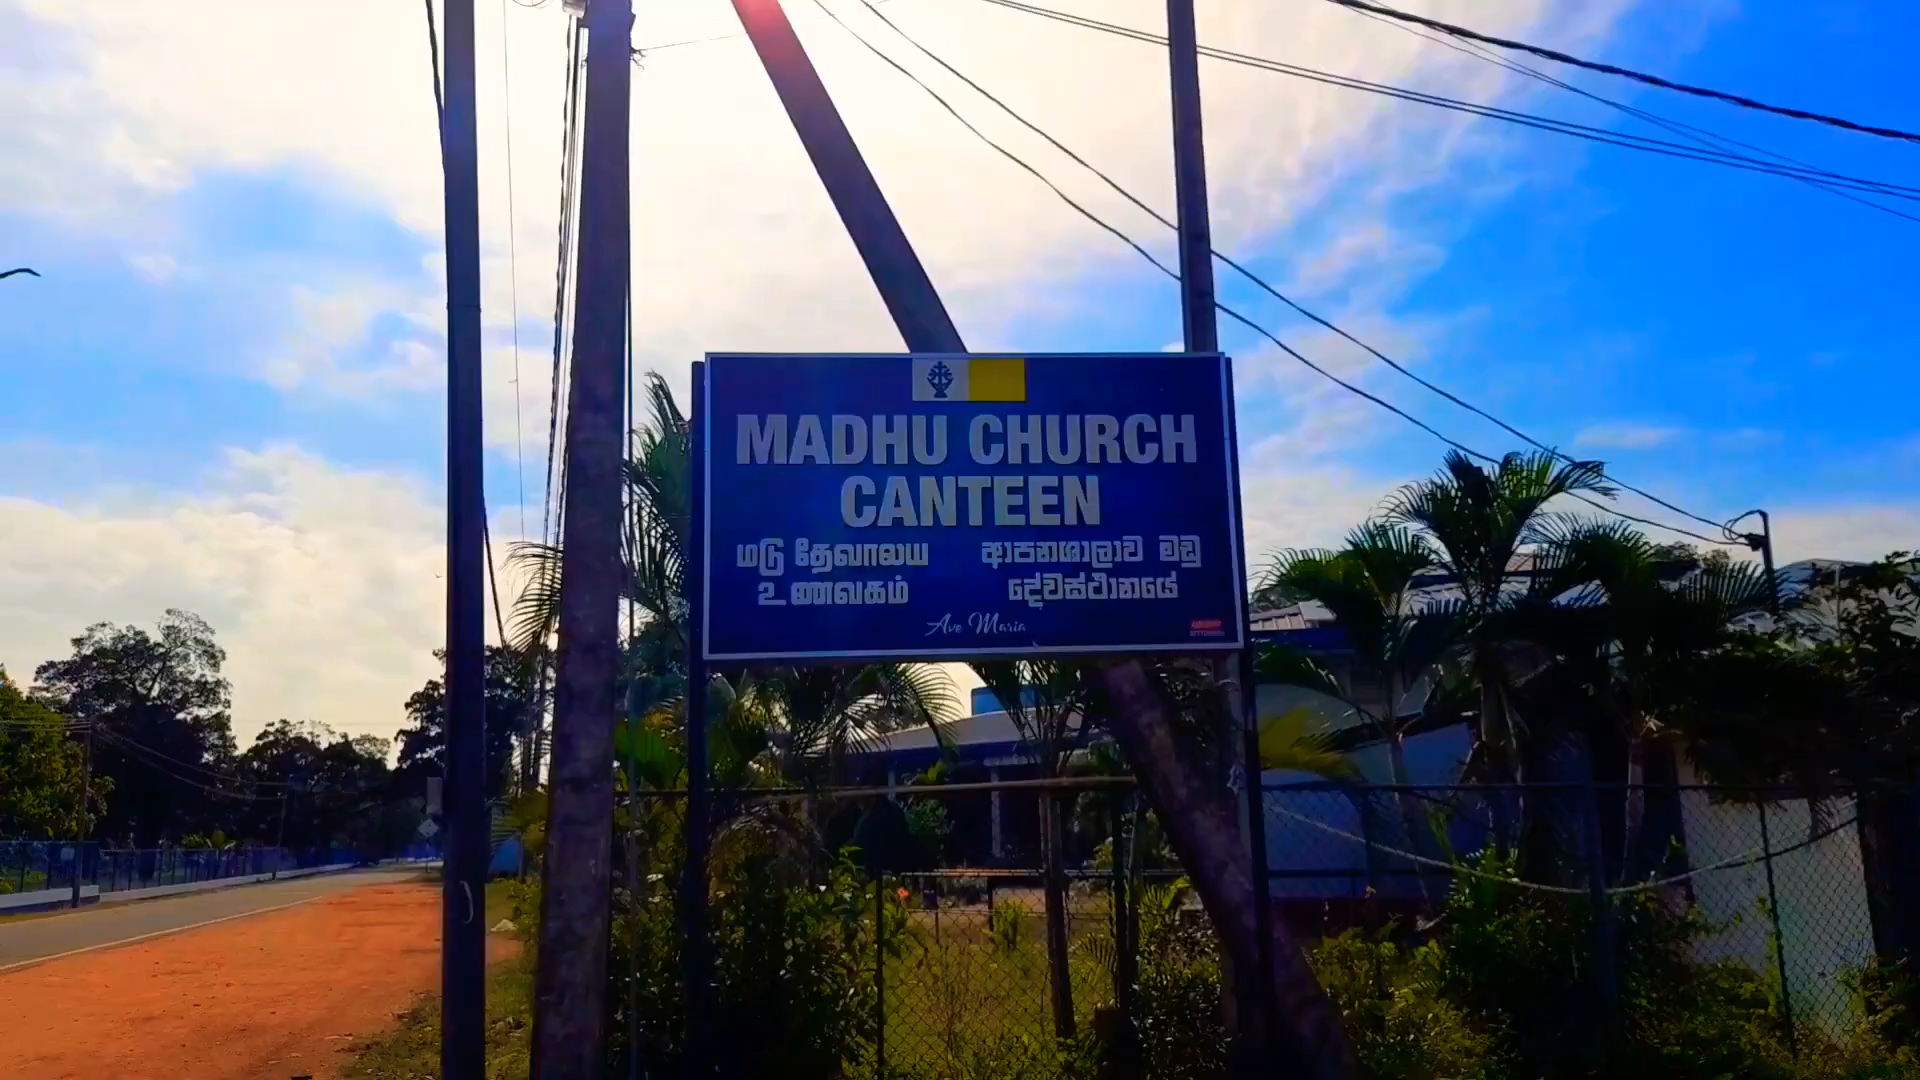 MADHU CHURCH
CANTEEN
மடு தேவாலய
உணவகம்
ආපනශාලාව මඩු
දේවස්ථානයේ
Ave Maria